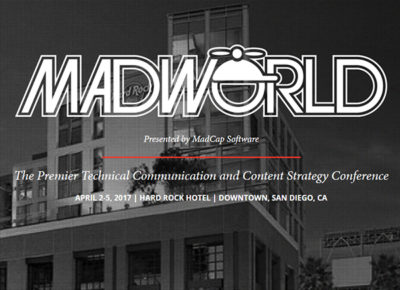 MADWORLD
Presented by MadCap Software
The Premier Technical Communication and Content Strategy Conference
APRIL 2-5, 2017 | HARD ROCK HOTEL | DOWNTOWN, SAN DIEGO, CA